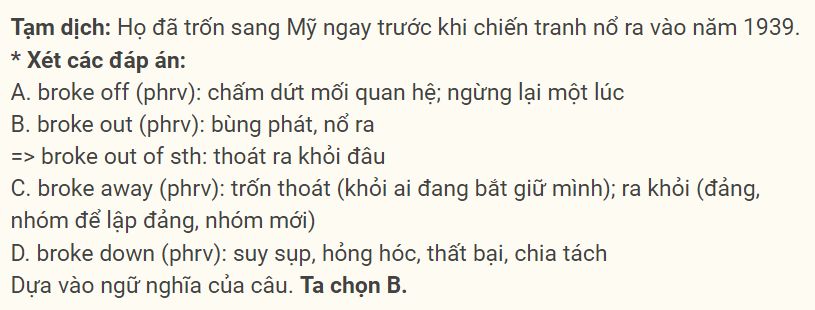 Tạm dịch: Họ đã trốn sang Mỹ ngay trước khi chiến tranh nổ ra vào năm 1939.
* Xét các đáp án:
A. broke off (phrv): chấm dứt mối quan hệ; ngừng lại một lúc
B. broke out (phrv): bùng phát, nổ ra
=> broke out of sth: thoát ra khỏi đâu
C. broke away (phrv): trốn thoát (khỏi ai đang bắt giữ mình); ra khỏi (đảng,
nhóm để lập đảng, nhóm mới)
D. broke down (phrv): suy sụp, hỏng hóc, thất bại, chia tách
Dựa vào ngữ nghĩa của câu. Ta chọn B.